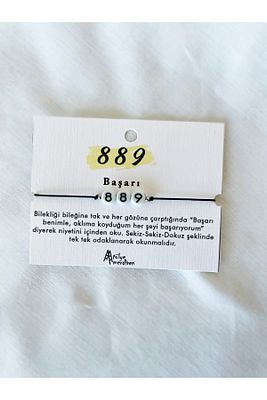 889
Başarı
889
Bilekliği bileğine tak ve her gözüne çarptığında "Başarı
benimle, aklıma koyduğum her şeyi başarıyorum"
diyerek niyetini içinden oku. Sekiz-Sekiz-Dokuz şeklinde
tek tek odaklanarak okunmalıdır.